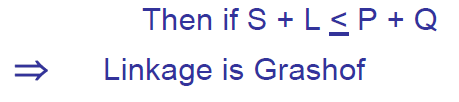 Then if S + L ≤ P + Q
⇒ Linkage is Grashof